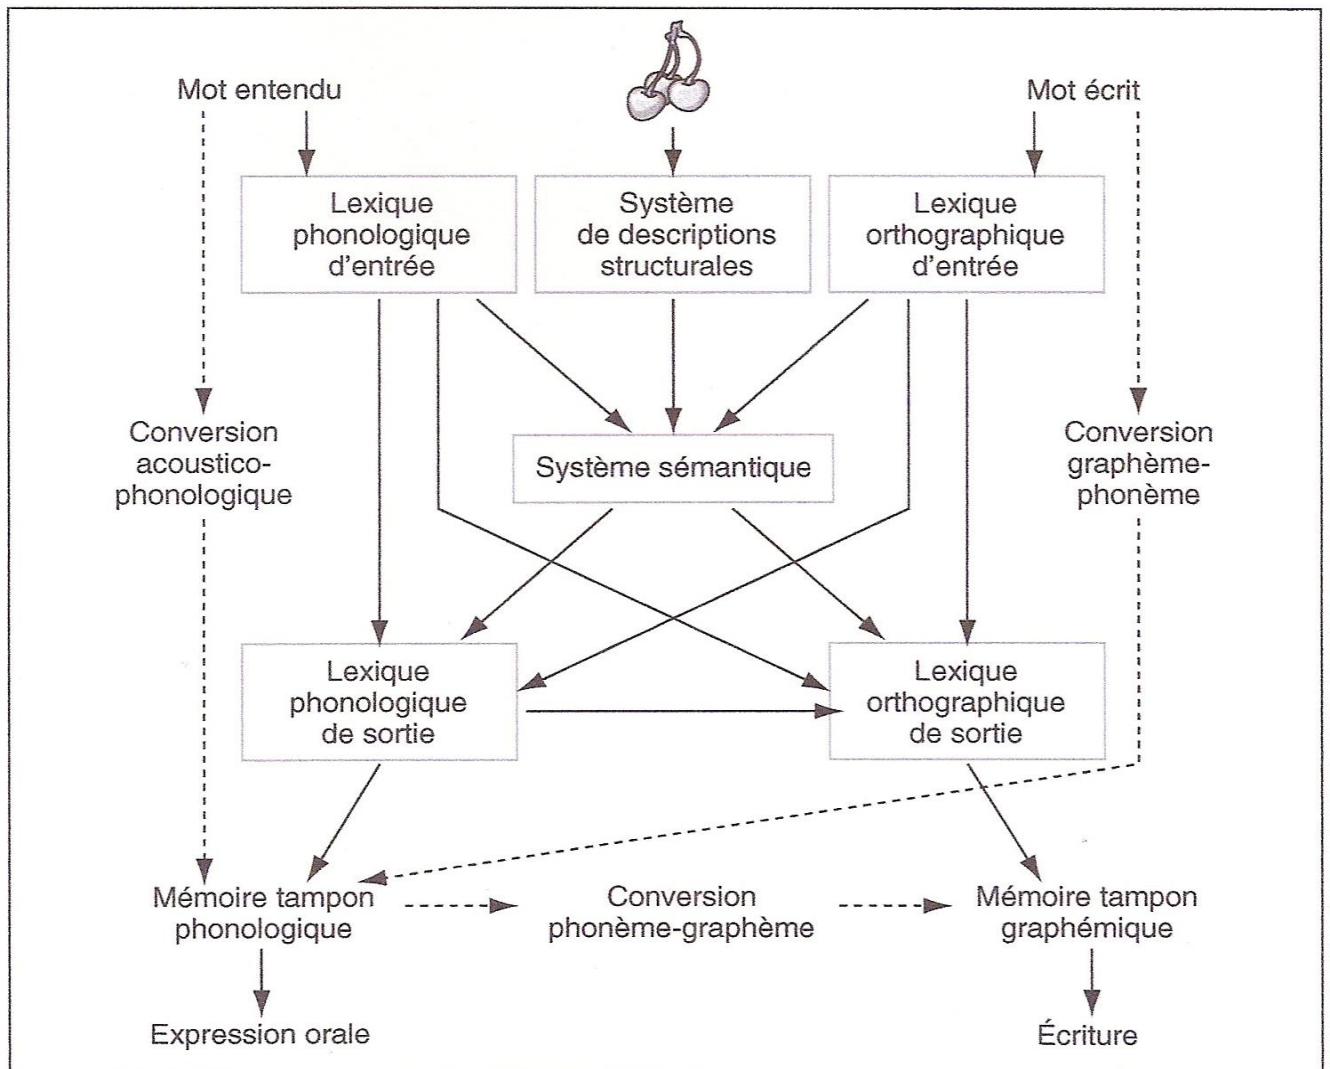 Mot entendu
Mot écrit
Lexique
phonologique
d'entrée
Système
de descriptions
structurales
Lexique
orthographique
d'entrée
Conversion
acoustico-
phonologique
Système sémantique
Conversion
graphème-
phonème
Lexique
phonologique
de sortie
Lexique
orthographique
de sortie
Mémoire tampon
phonologique
Conversion
phonème-graphème
Mémoire tampon
graphémique
Expression orale
Écriture